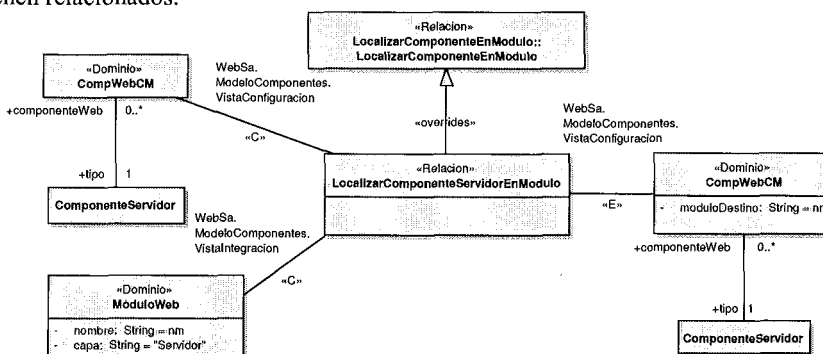 enen relacionados.
«Relacion»
LocalizarComponenteEnModulo::
LocalizarComponenteEnModulo
«Dominio»
CompWebCM
WebSa.
ModeloComponentes.
VistaConfiguracion
+componenteWeb 0..*
«C»
«overrides»
WebSa.
ModeloComponentes.
VistaConfiguracion
+tipo 1
ComponenteServidor
«Relacion»
LocalizarComponenteServidorEnModulo
«E»
«Dominio»
CompWebCM
- moduloDestino: String = nm
WebSa.
ModeloComponentes.
VistaIntegracion
«C»
+componenteWeb 0..*
«Dominio»
ModuloWeb
- nombre: String = nm
- capa: String = "Servidor"
+tipo 1
ComponenteServidor